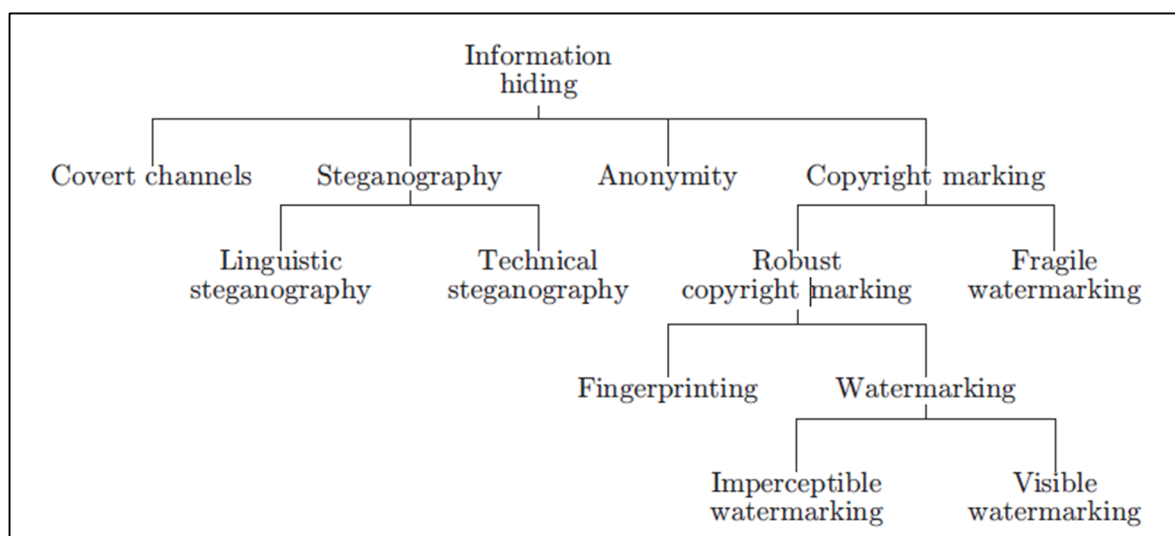 Information
hiding
Covert channels Steganography Anonymity Copyright marking
Linguistic
steganography
Technical
steganography
Robust
copyright marking
Fragile
watermarking
Fingerprinting Watermarking
Imperceptible
watermarking
Visible
watermarking